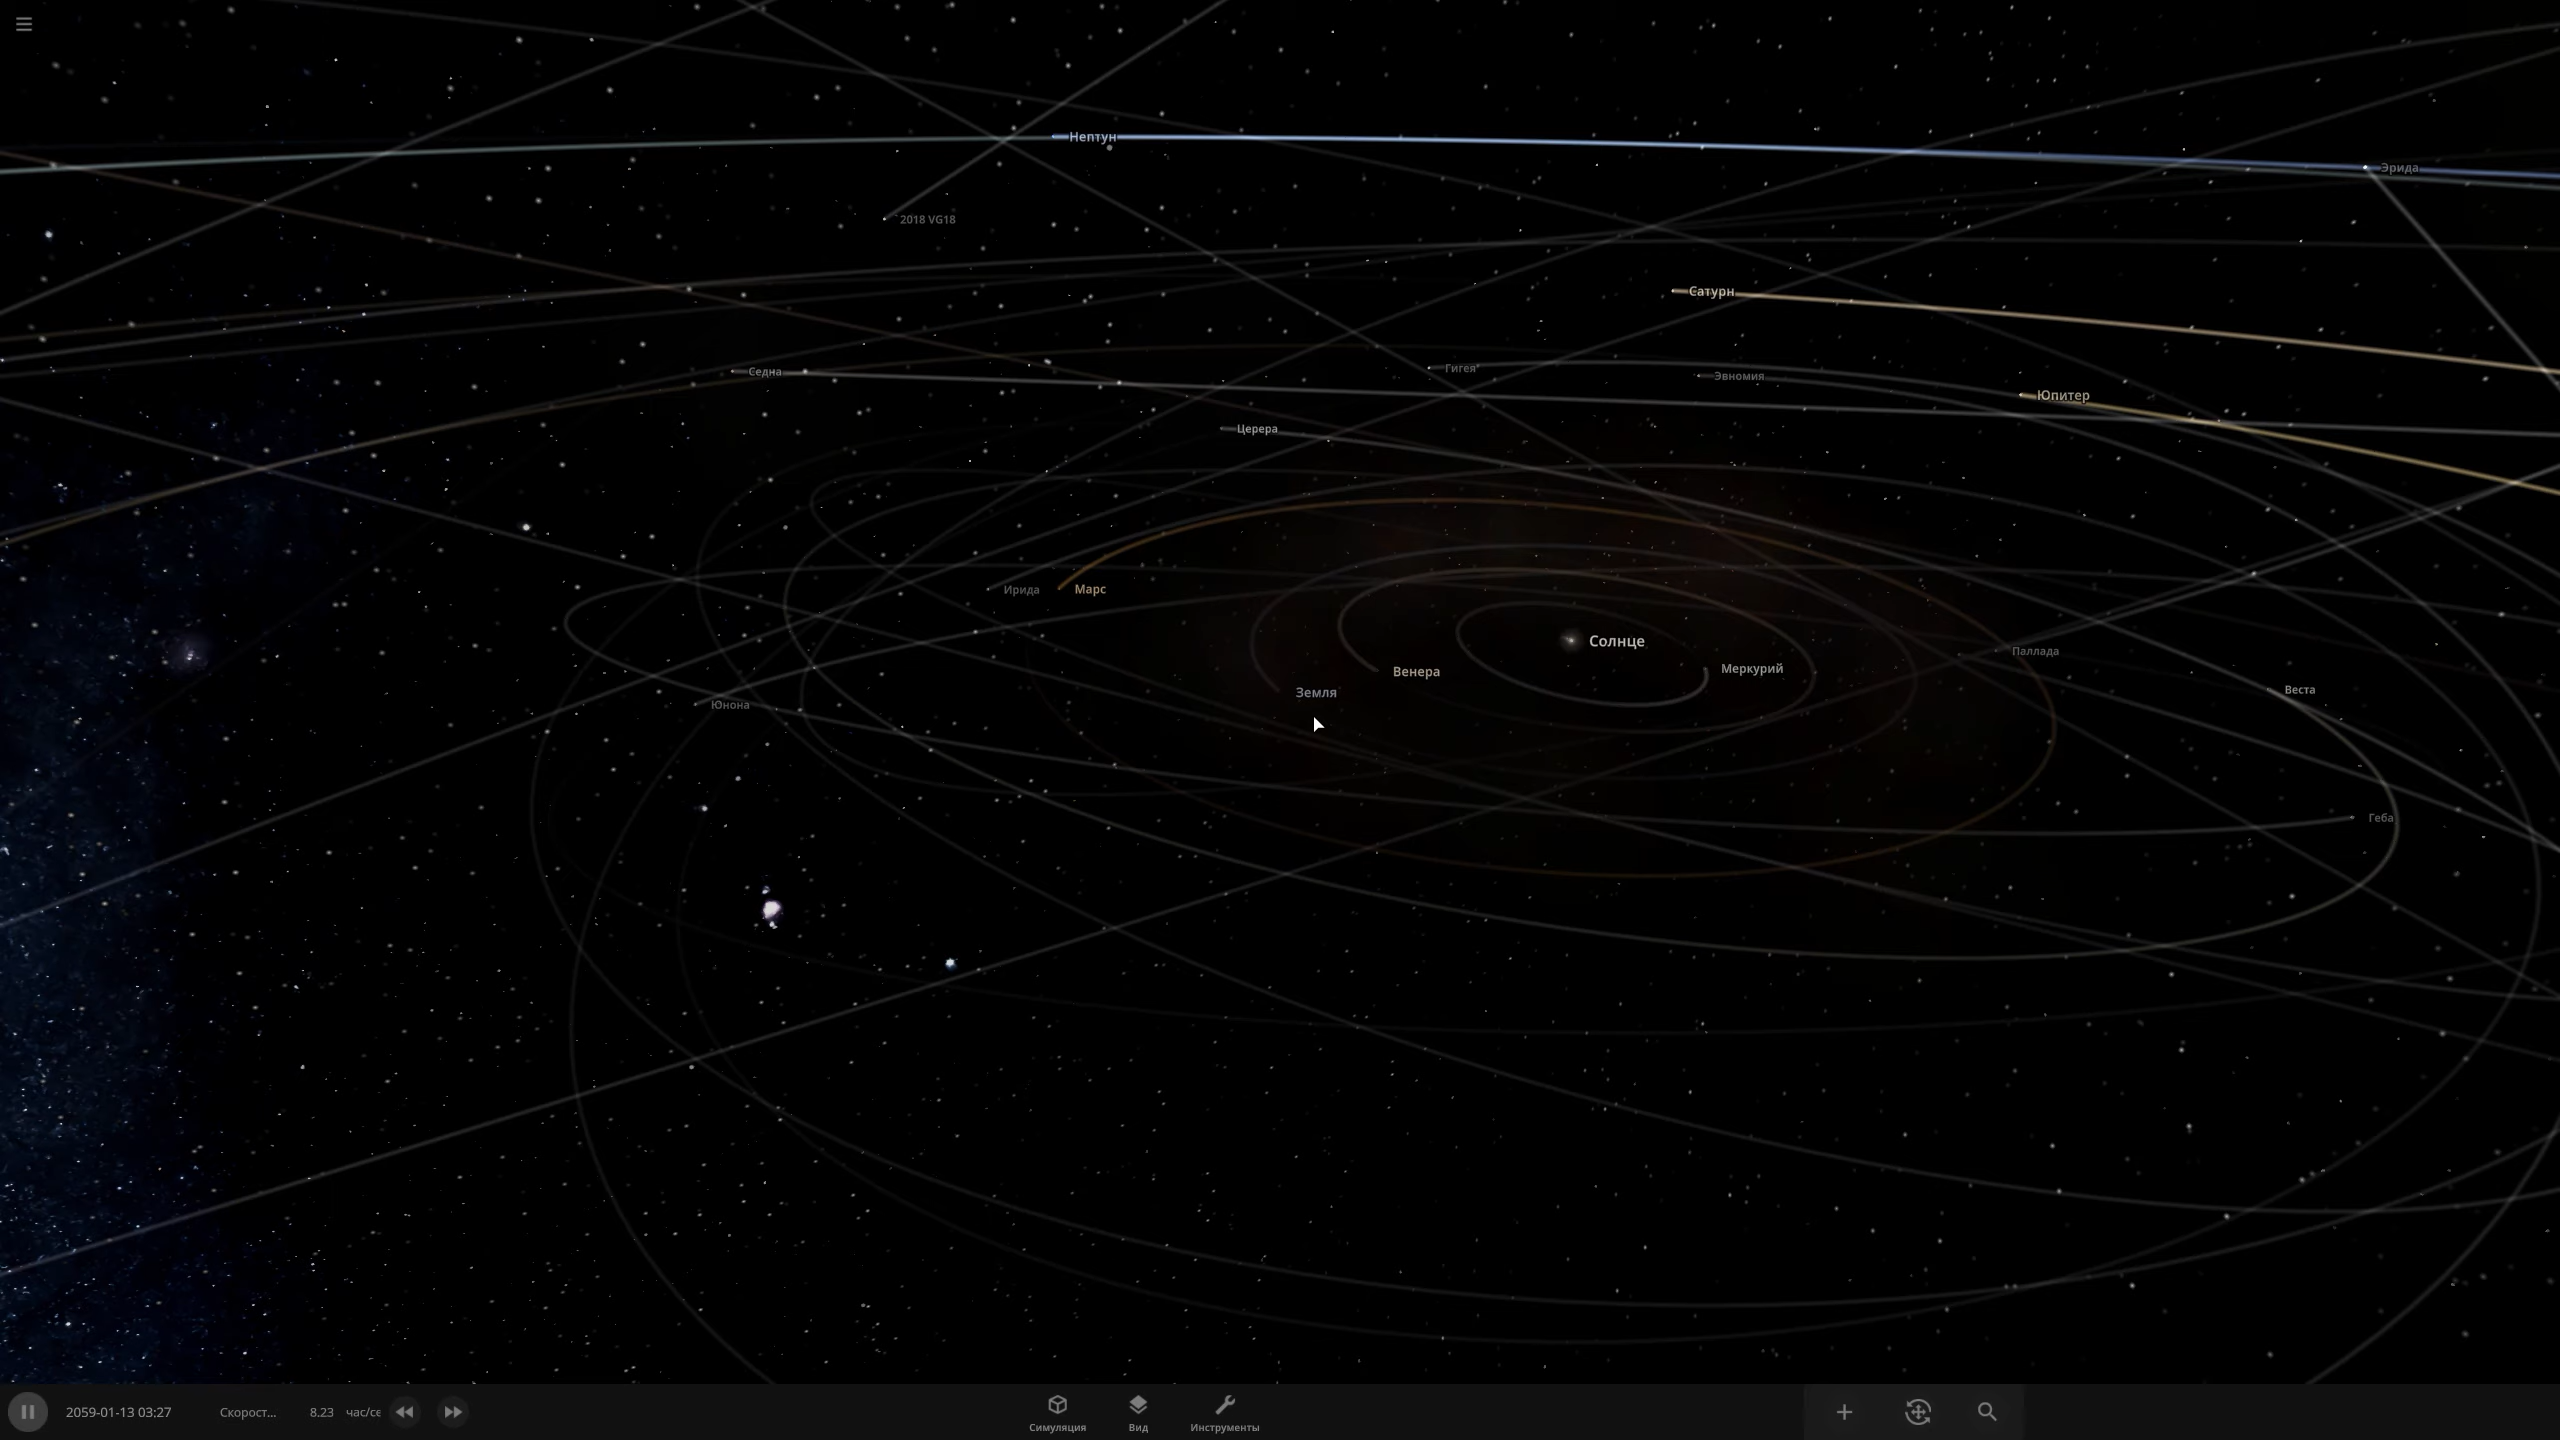 Нептун
Эрида
2018 VG18
Сатурн
Седна
Гигея
Эвномия
Юпитер
Церера
Ирида
Марс
Солнце
Паллада
Венера
Меркурий
Земля
Веста
Юнона
Геба
2059-01-13 03:27
Скорост...
8.23
час/се
Симуляция
Вид
Инструменты